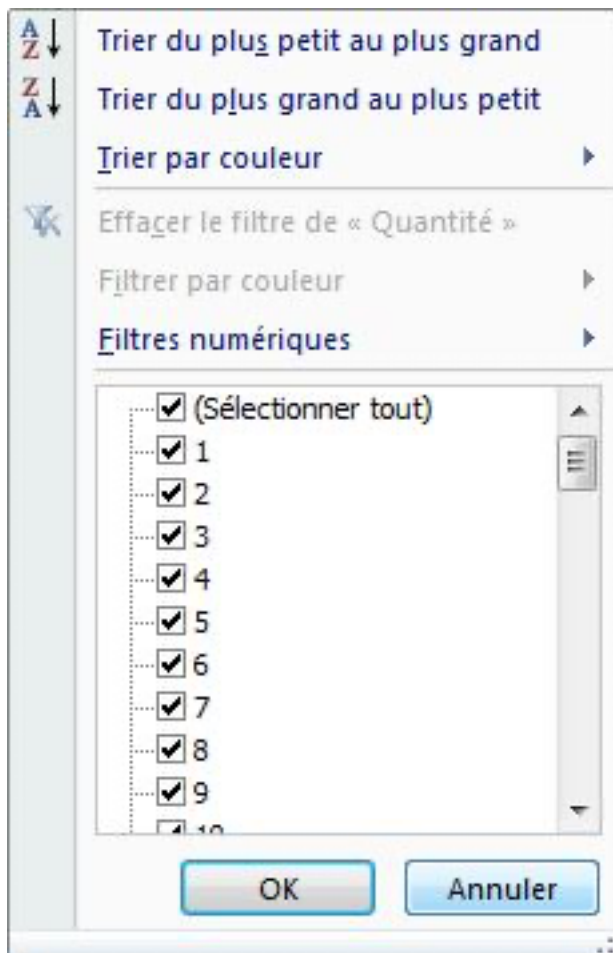 Trier du plus petit au plus grand
Trier du plus grand au plus petit
Trier par couleur
Effacer le filtre de « Quantité »
Filtrer par couleur
Filtres numériques
(Sélectionner tout)
1
2
3
4
5
6
7
8
9
10
OK Annuler